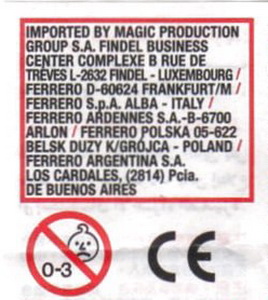 IMPORTED BY MAGIC PRODUCTION
GROUP S.A. FINDEL BUSINESS
CENTER COMPLEXE B RUE DE
TRÈVES L-2632 FINDEL - LUXEMBOURG /
FERRERO D-60624 FRANKFURT/M /
FERRERO S.p.A. ALBA - ITALY /
FERRERO ARDENNES S.A.-B-6700
ARLON / FERRERO POLSKA 05-622
BELSK DUZY K/GRÓJCA - POLAND /
FERRERO ARGENTINA S.A.
LOS CARDALES, (2814) Pcia.
DE BUENOS AIRES
0-3
CE